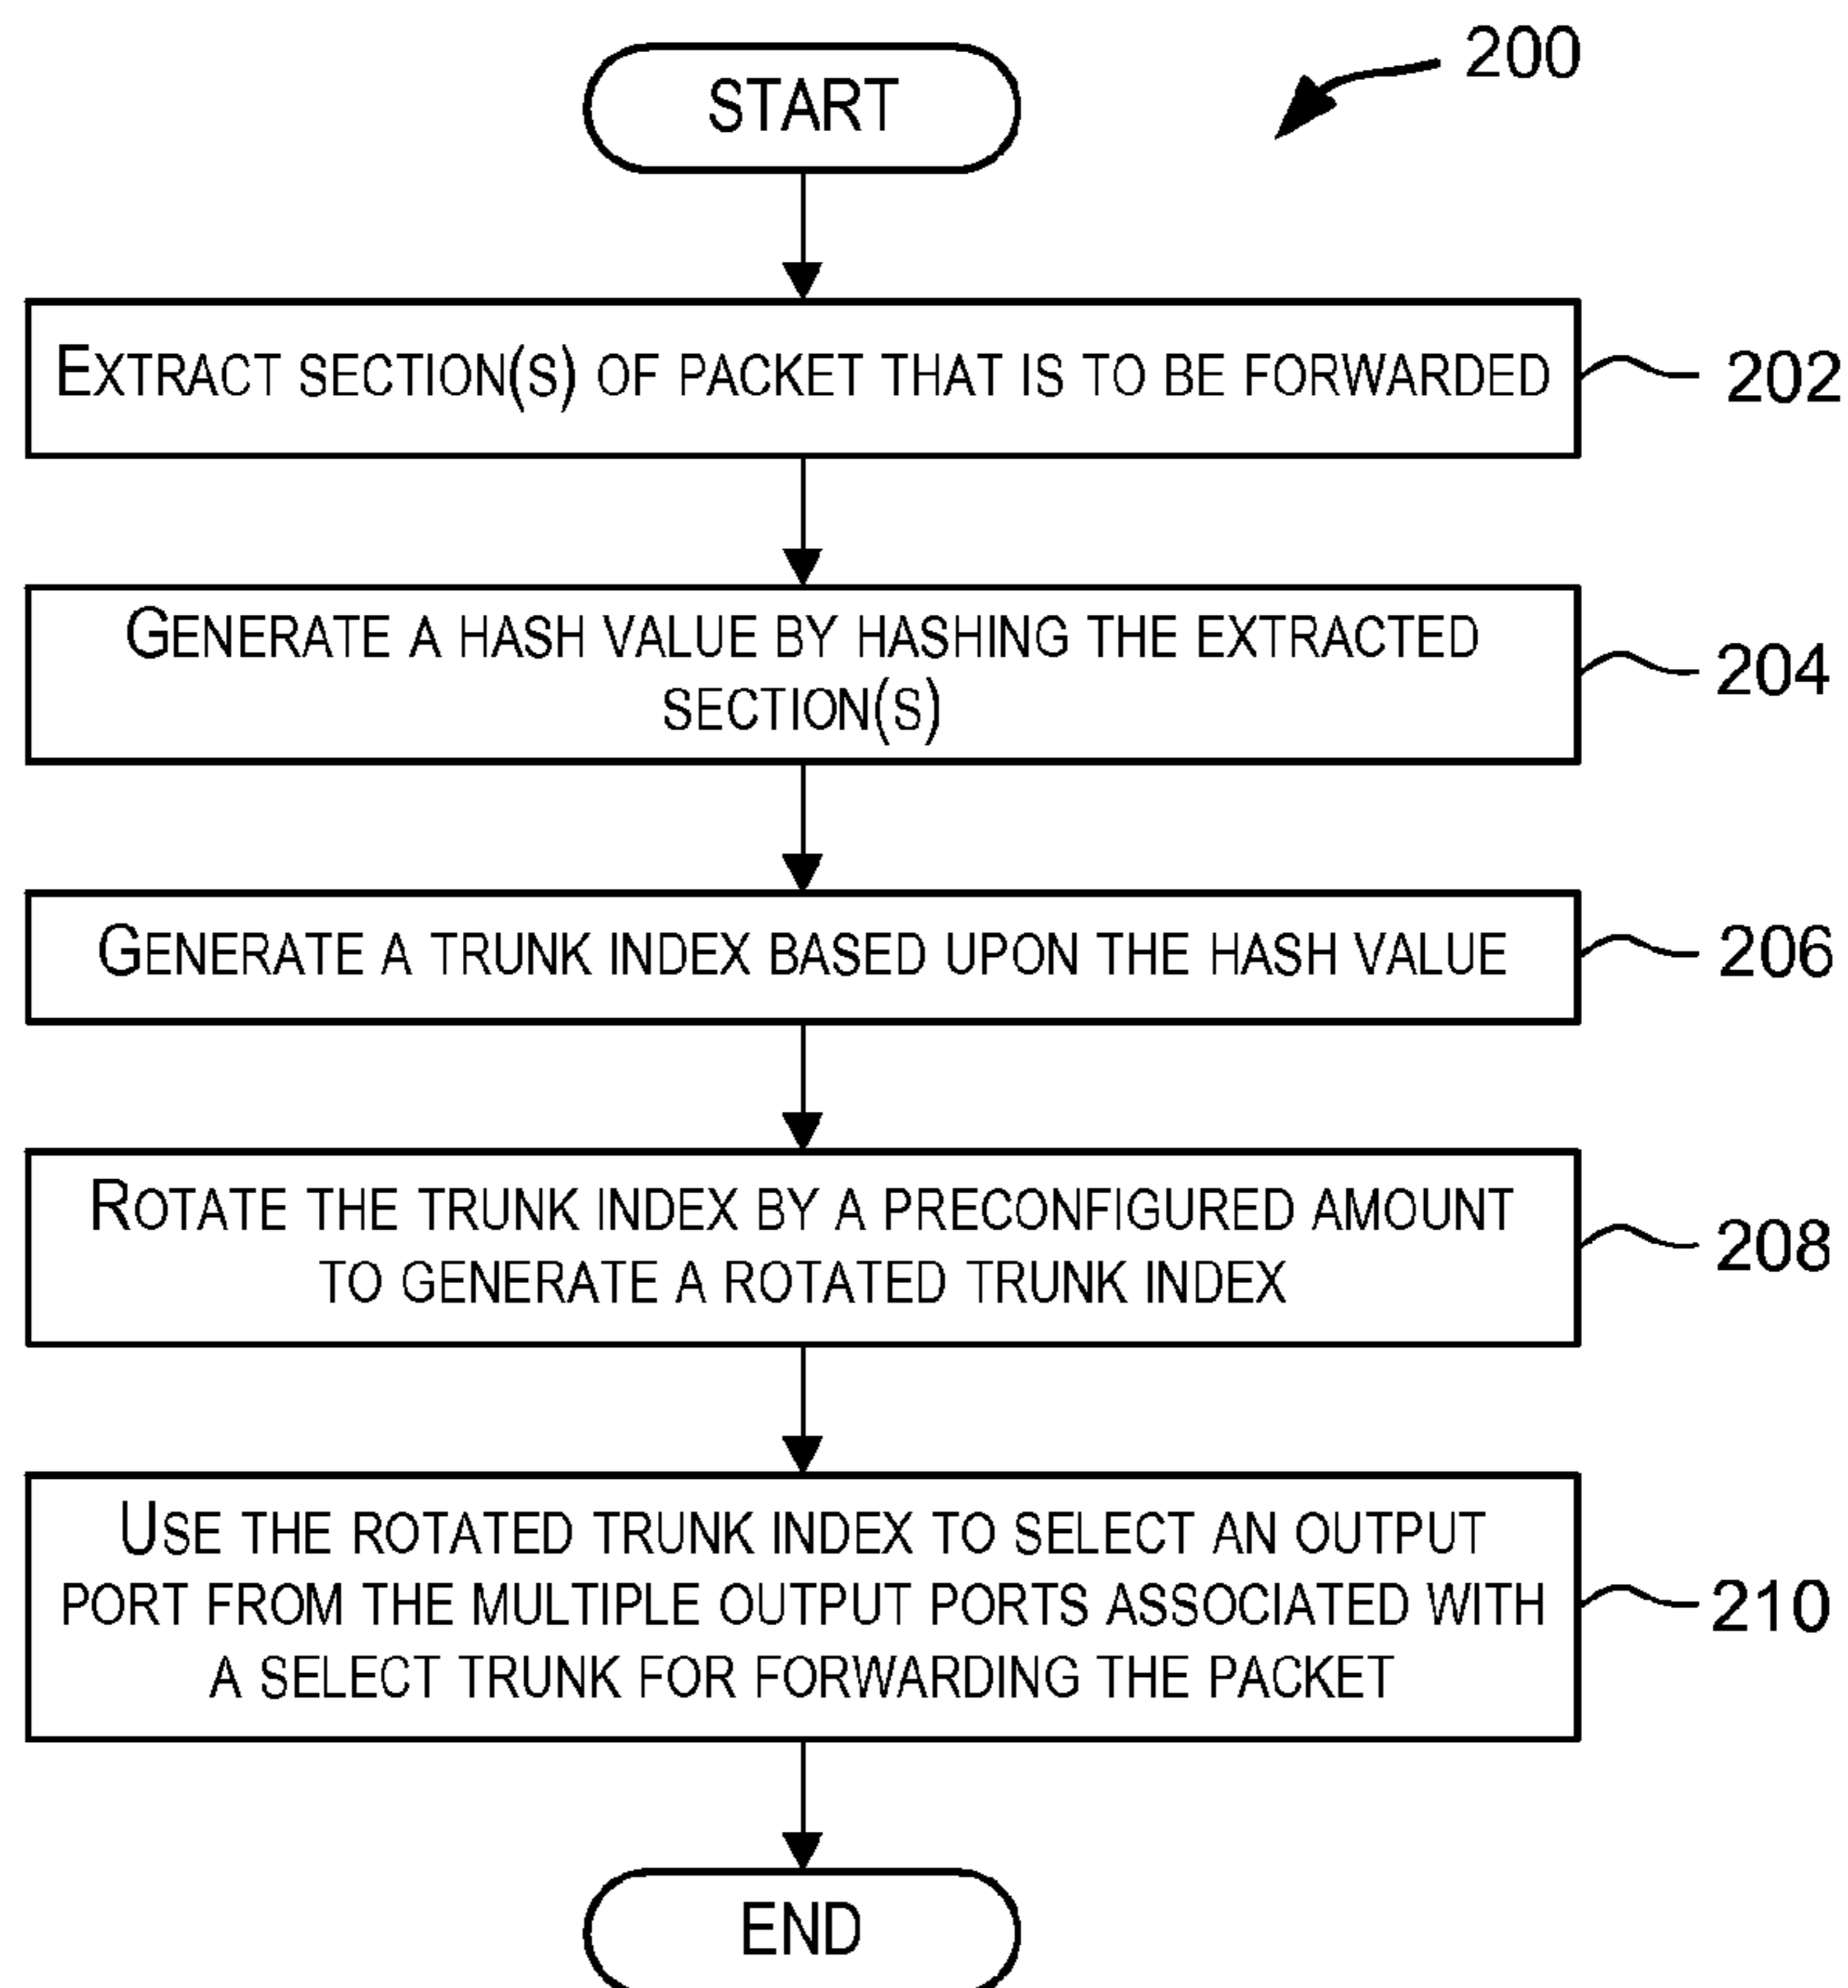 START
200
EXTRACT SECTION(S) OF PACKET THAT IS TO BE FORWARDED
202
GENERATE A HASH VALUE BY HASHING THE EXTRACTED
SECTION(S)
204
GENERATE A TRUNK INDEX BASED UPON THE HASH VALUE
206
ROTATE THE TRUNK INDEX BY A PRECONFIGURED AMOUNT
TO GENERATE A ROTATED TRUNK INDEX
208
USE THE ROTATED TRUNK INDEX TO SELECT AN OUTPUT
PORT FROM THE MULTIPLE OUTPUT PORTS ASSOCIATED WITH
A SELECT TRUNK FOR FORWARDING THE PACKET
210
END